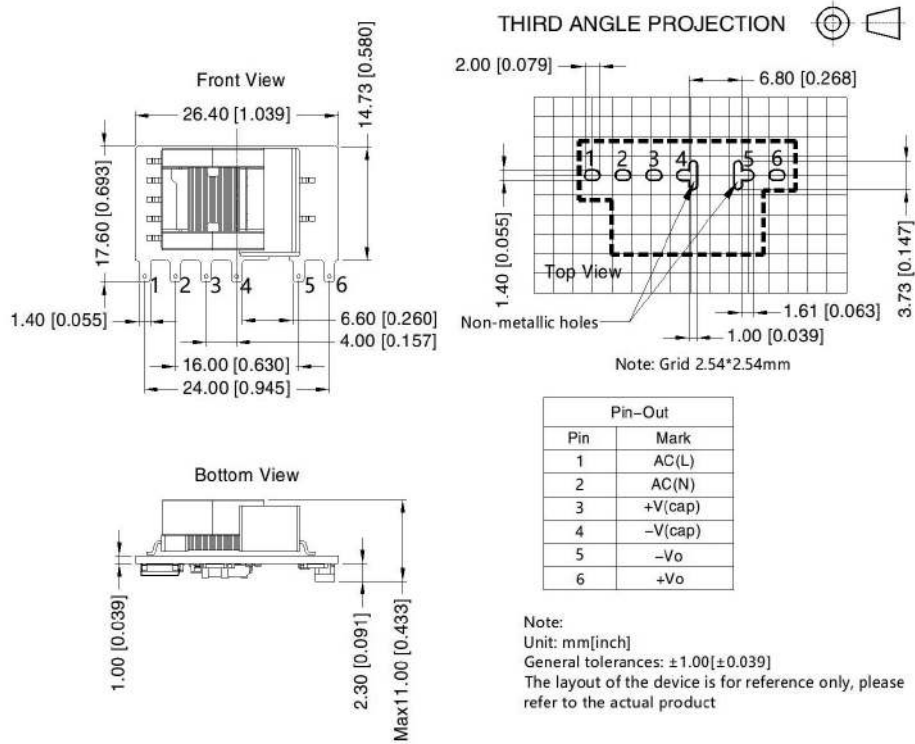 THIRD ANGLE PROJECTION
Front View
26.40 [1.039]
14.73 [0.580]
17.60 [0.693]
1 2 3 4 5 6
1.40 [0.055]
6.60 [0.260]
4.00 [0.157]
16.00 [0.630]
24.00 [0.945]
2.00 [0.079]
6.80 [0.268]
1 2 3 4 5 6
1.40 [0.055]
3.73 [0.147]
Top View
1.61 [0.063]
Non-metallic holes
1.00 [0.039]
Note: Grid 2.54*2.54mm
Pin-Out
Pin Mark
1 AC(L)
2 AC(N)
3 +V(cap)
4 -V(cap)
5 -Vo
6 +Vo
Bottom View
1.00 [0.039]
2.30 [0.091]
Max11.00 [0.433]
Note:
Unit: mm[inch]
General tolerances: ±1.00[±0.039]
The layout of the device is for reference only, please
refer to the actual product